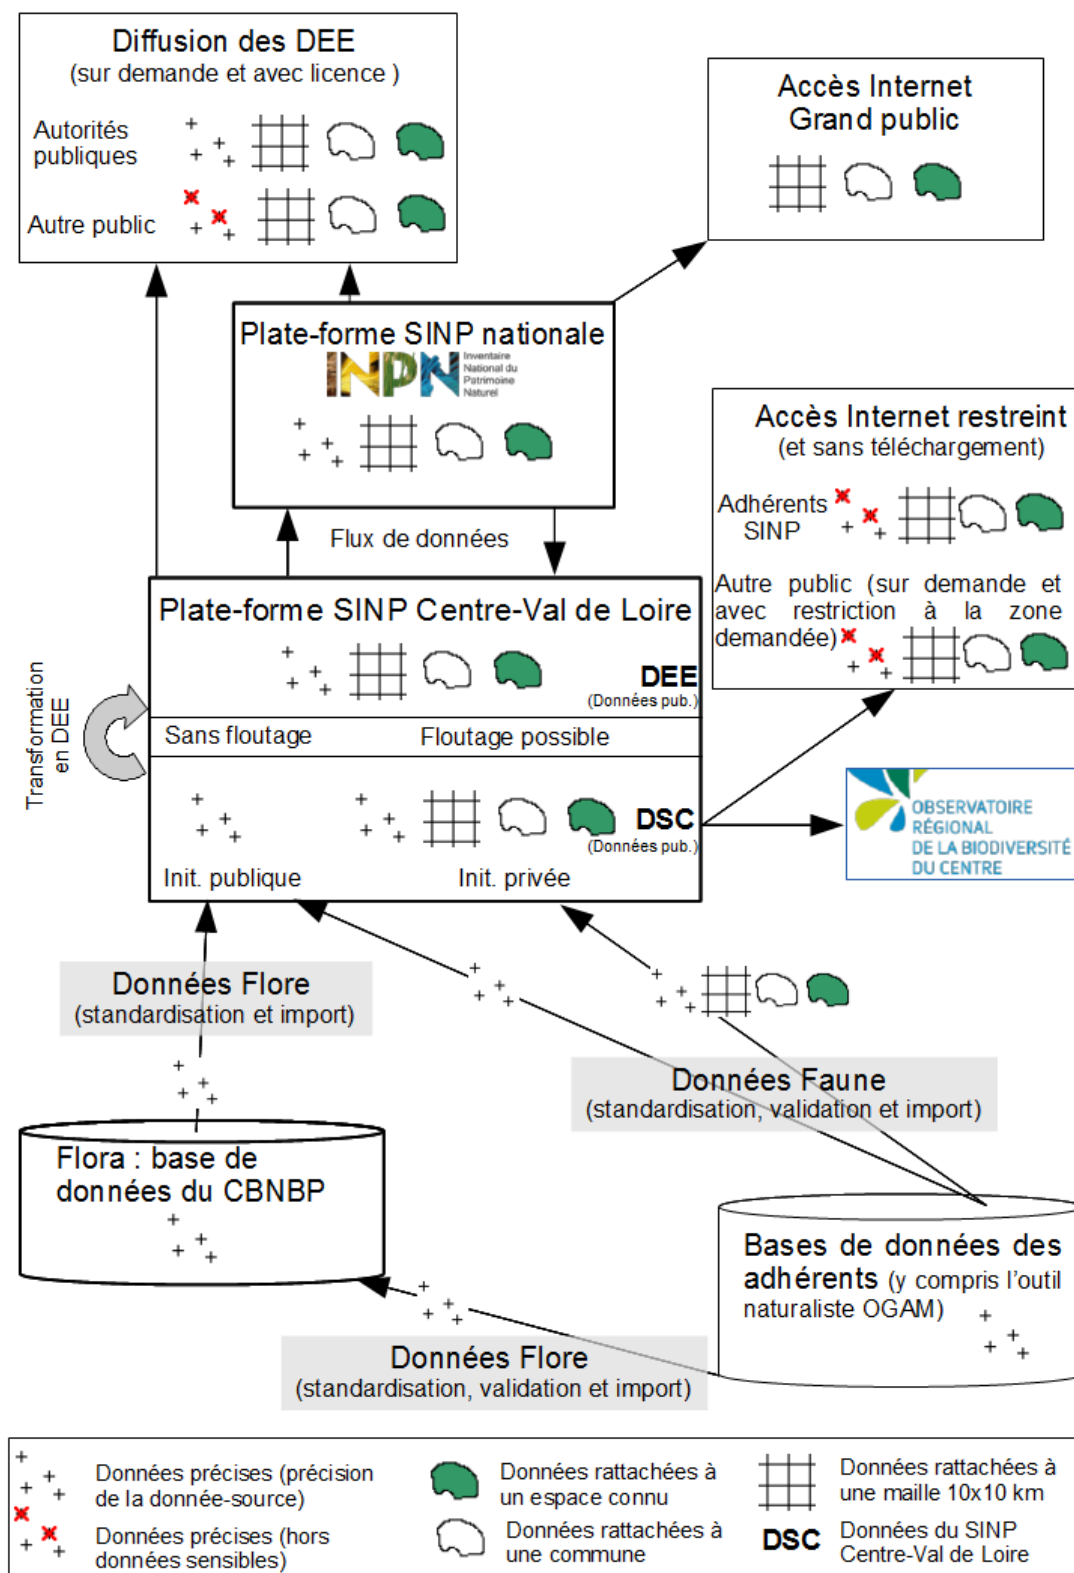 Diffusion des DEE
(sur demande et avec licence )
Autorités
publiques
Autre public
Accès Internet
Grand public
Plate-forme SINP nationale
INPN
Inventaire
National du
Patrimoine
Naturel
Accès Internet restreint
(et sans téléchargement)
Adhérents
SINP
Autre public (sur demande et
avec restriction à la zone
demandée)
Flux de données
Plate-forme SINP Centre-Val de Loire
DEE
(Données pub.)
Transformation
en DEE
Sans floutage
Floutage possible
DSC
(Données pub.)
Init. publique
Init. privée
OBSERVATOIRE
RÉGIONAL
DE LA BIODIVERSITÉ
DU CENTRE
Données Flore
(standardisation et import)
Données Faune
(standardisation, validation et import)
Flora : base de
données du CBNBP
Bases de données des
adhérents (y compris l'outil
naturaliste OGAM)
Données Flore
(standardisation, validation et import)
Données précises (précision
de la donnée-source)
Données précises (hors
données sensibles)
Données rattachées à
un espace connu
Données rattachées à
une commune
Données rattachées à
une maille 10x10 km
DSC Données du SINP
Centre-Val de Loire